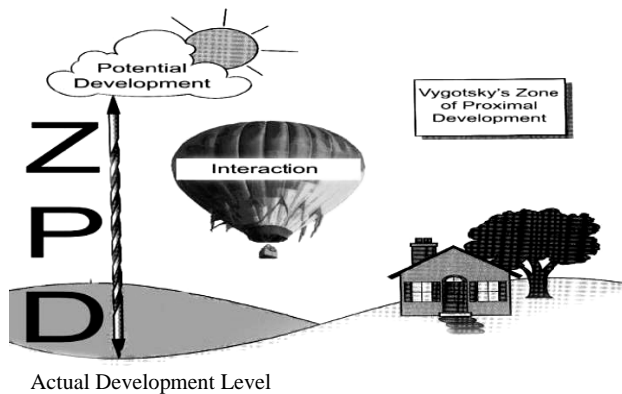 Potential
Development
Vygotsky's Zone
of Proximal
Development
Interaction
Z
P
D
Actual Development Level